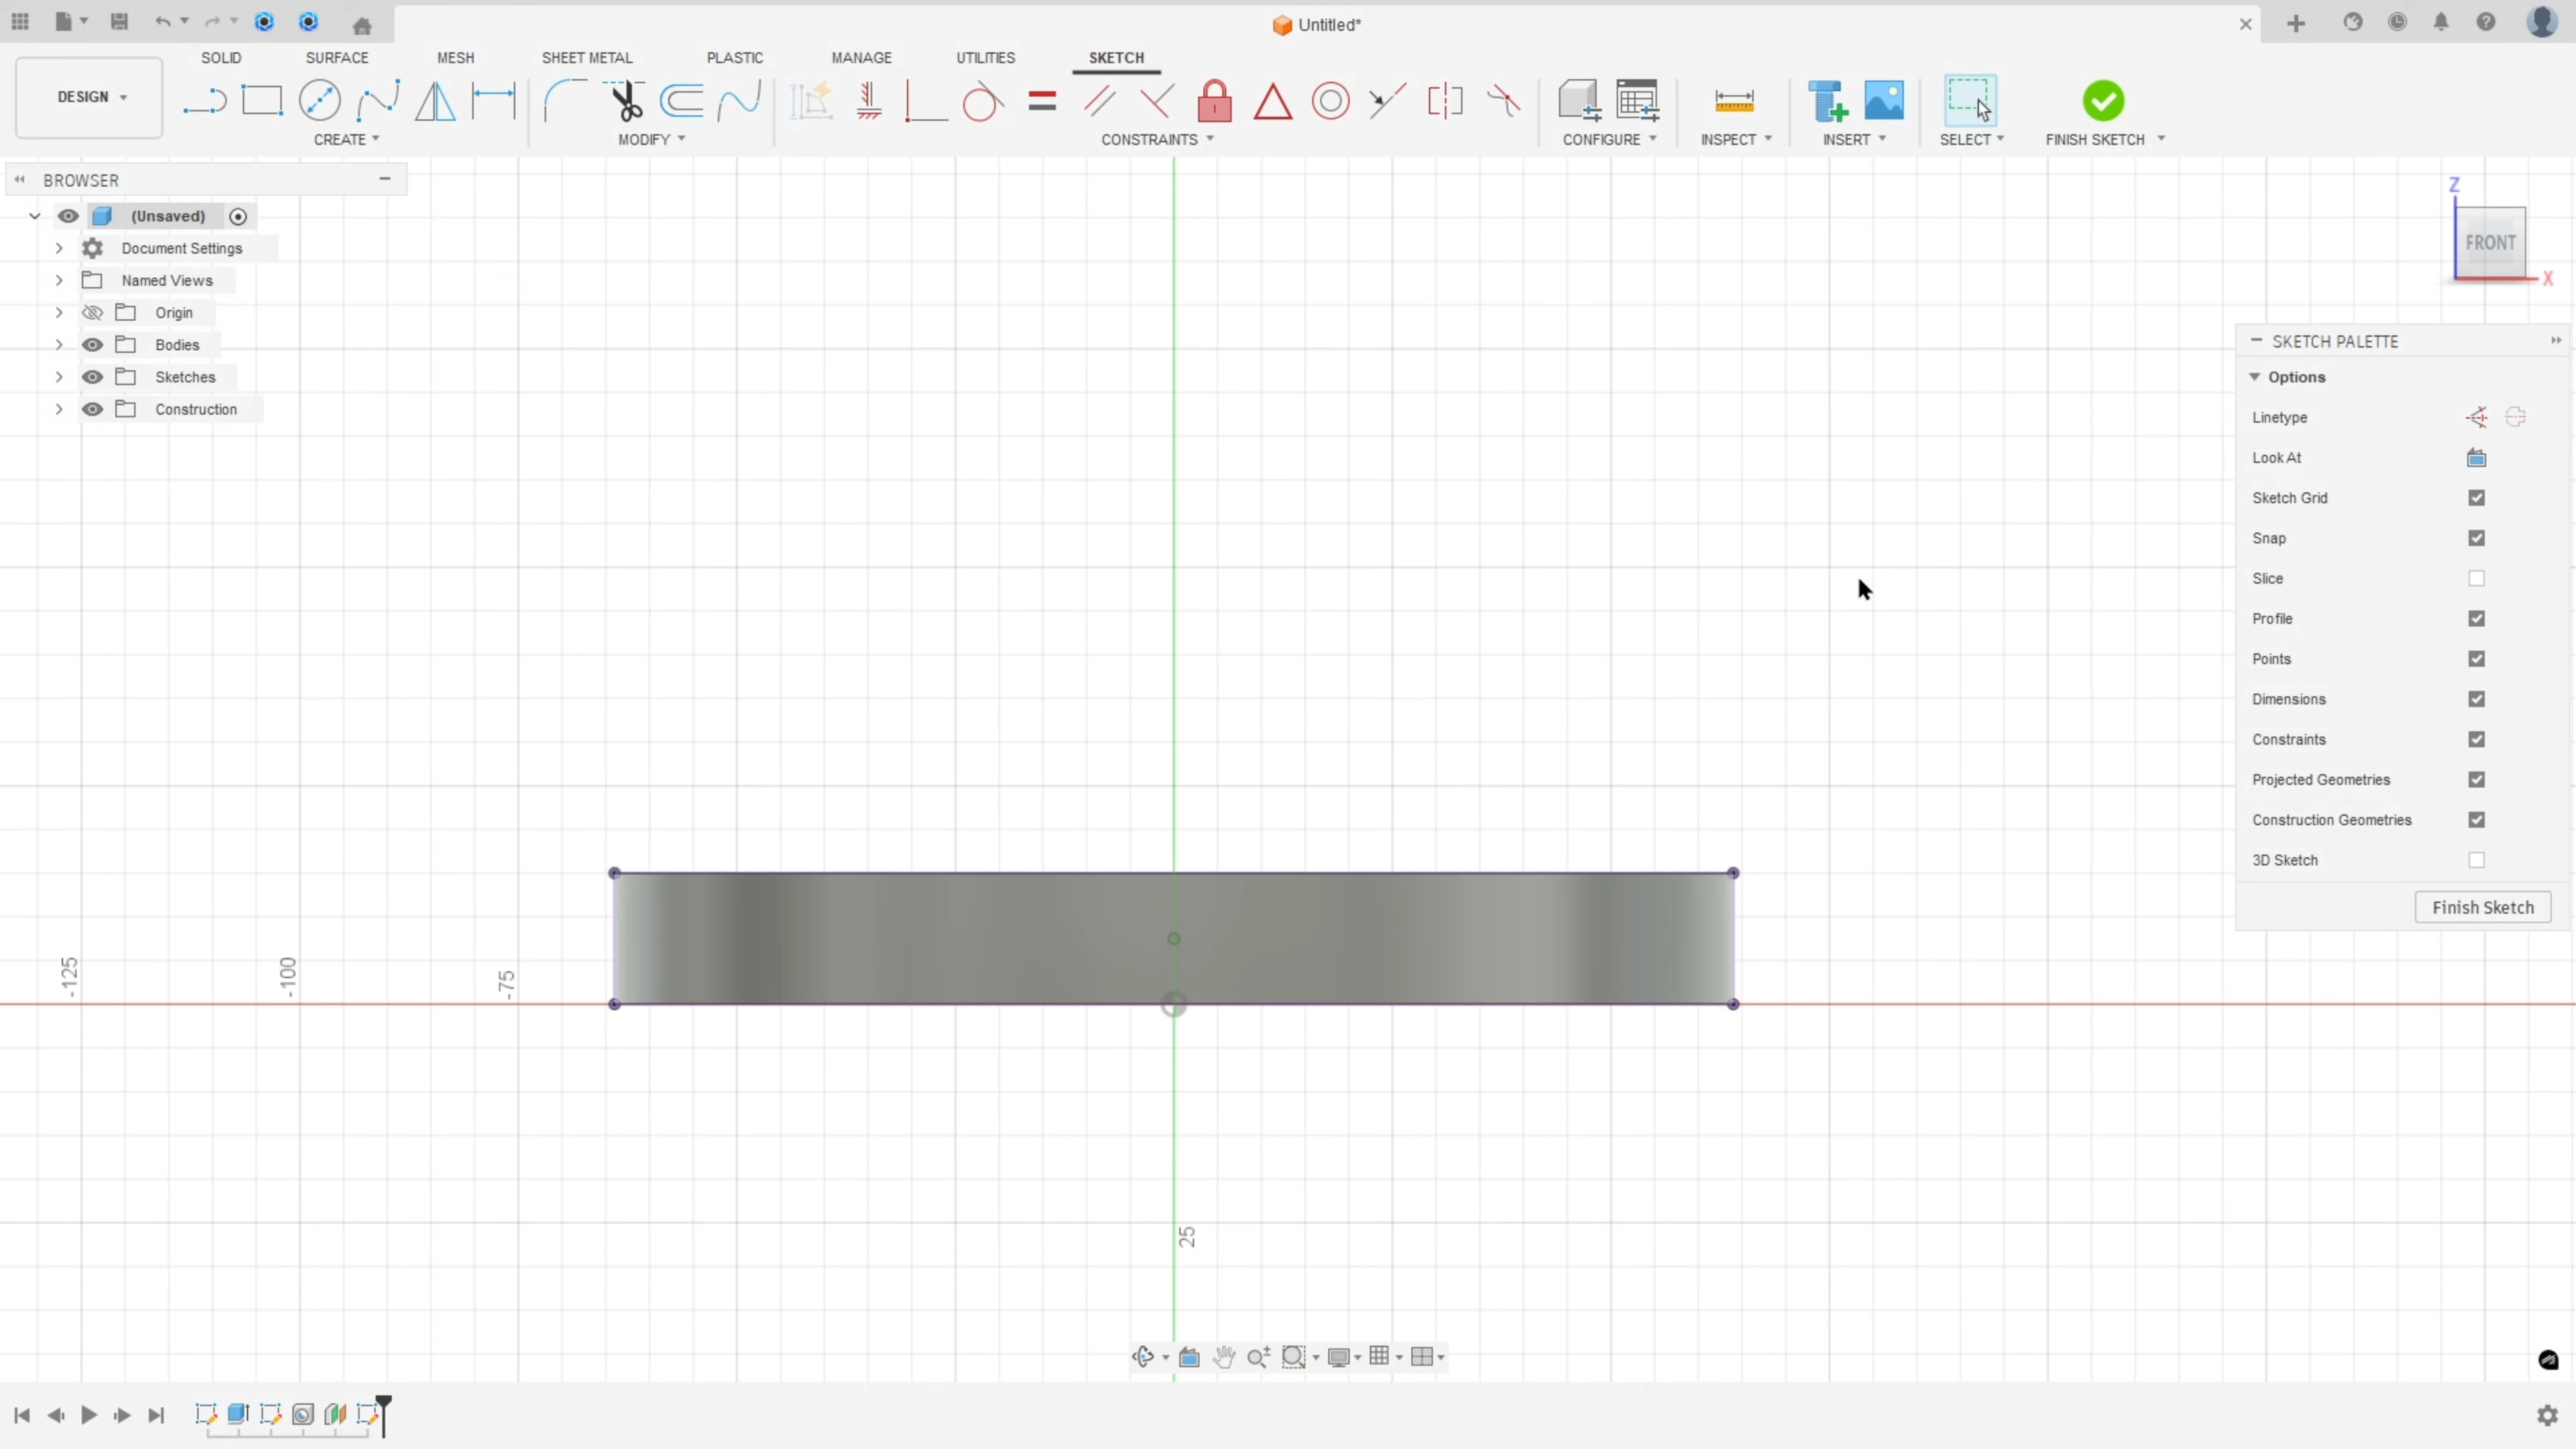 Untitled*
SOLID SURFACE MESH SHEET METAL PLASTIC MANAGE UTILITIES SKETCH
DESIGN
CREATE MODIFY CONSTRAINTS CONFIGURE INSPECT INSERT SELECT FINISH SKETCH
BROWSER
(Unsaved)
Document Settings
Named Views
Origin
Bodies
Sketches
Construction
Z
FRONT
X
SKETCH PALETTE
Options
Linetype
Look At
Sketch Grid
Snap
Slice
Profile
Points
Dimensions
Constraints
Projected Geometries
Construction Geometries
3D Sketch
Finish Sketch
-125
-100
-75
25